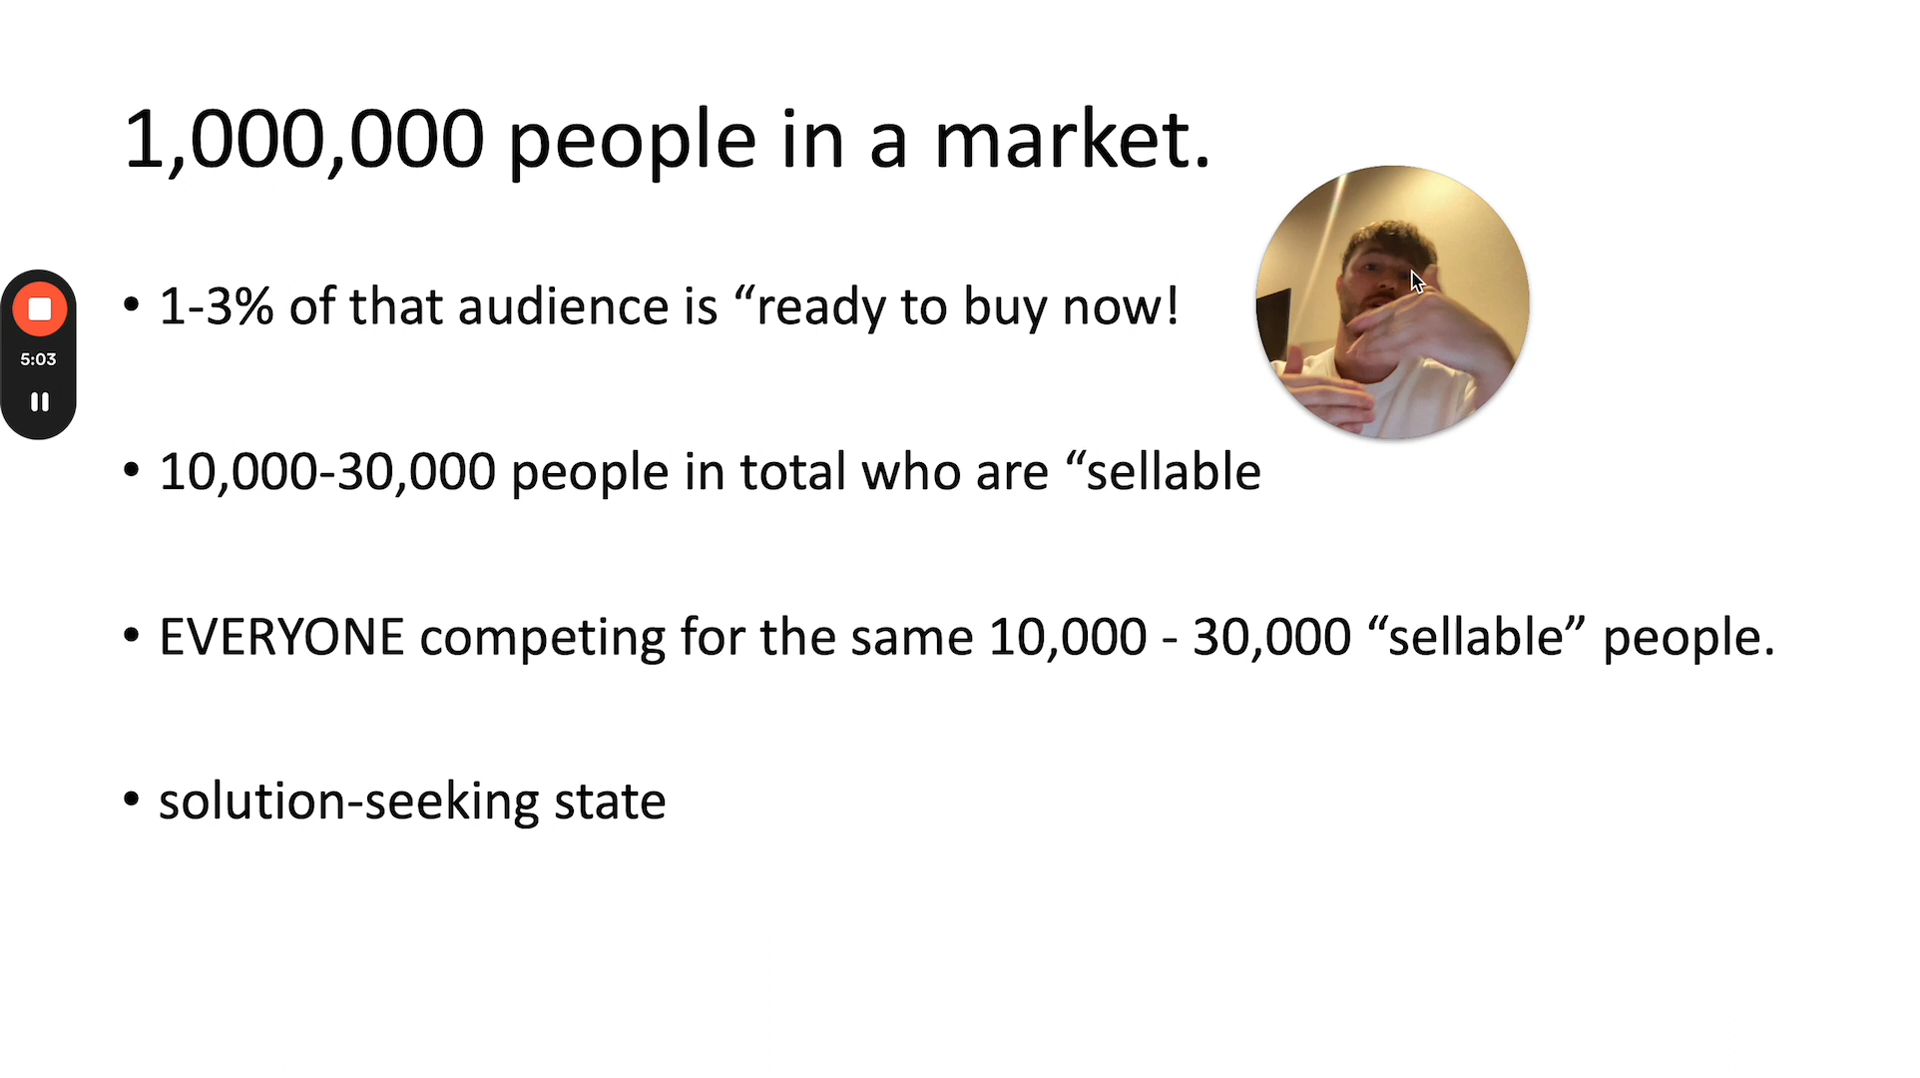 1,000,000 people in a market.
• 1-3% of that audience is “ready to buy now!
5:03
• 10,000-30,000 people in total who are “sellable
• EVERYONE competing for the same 10,000 - 30,000 “sellable” people.
• solution-seeking state